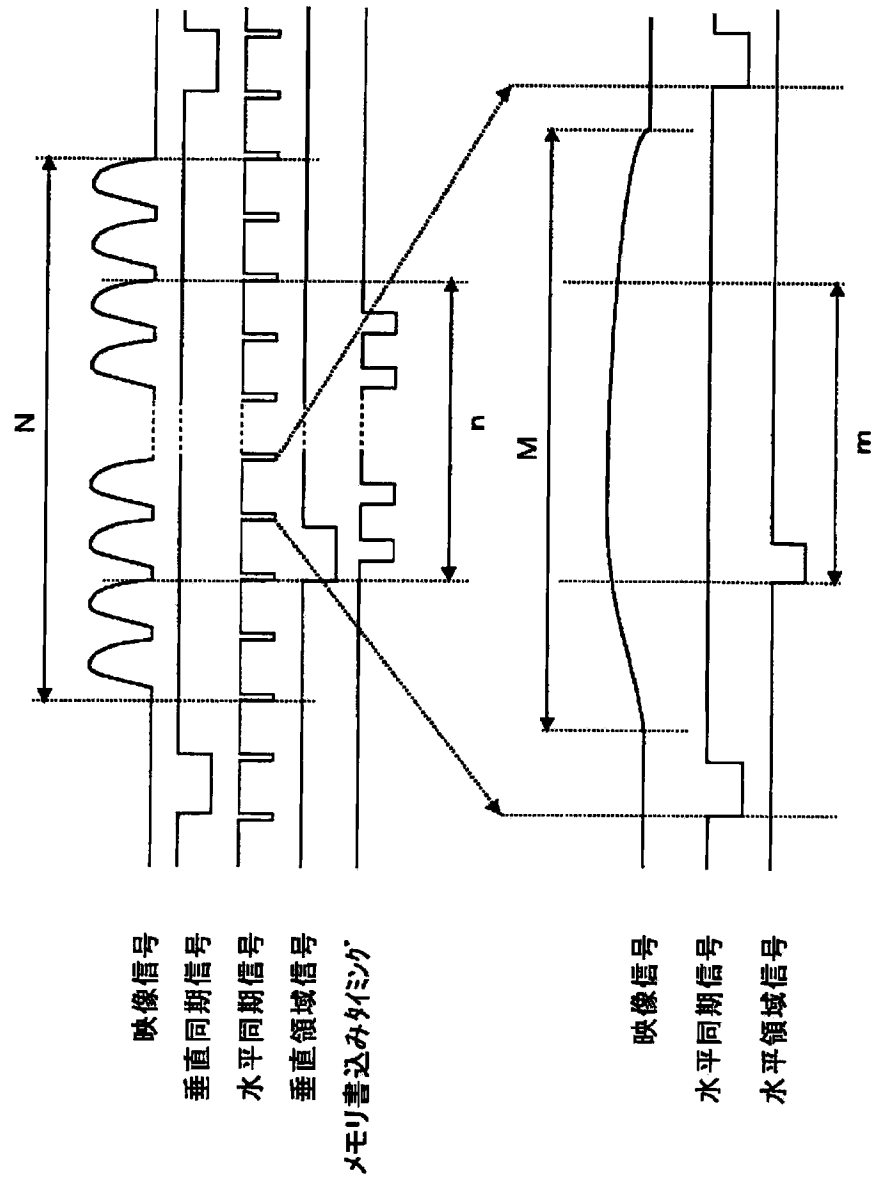 N
映像信号
垂直同期信号
水平同期信号
垂直領域信号
メモリ書込みタイミング
n
M
映像信号
水平同期信号
水平領域信号
m